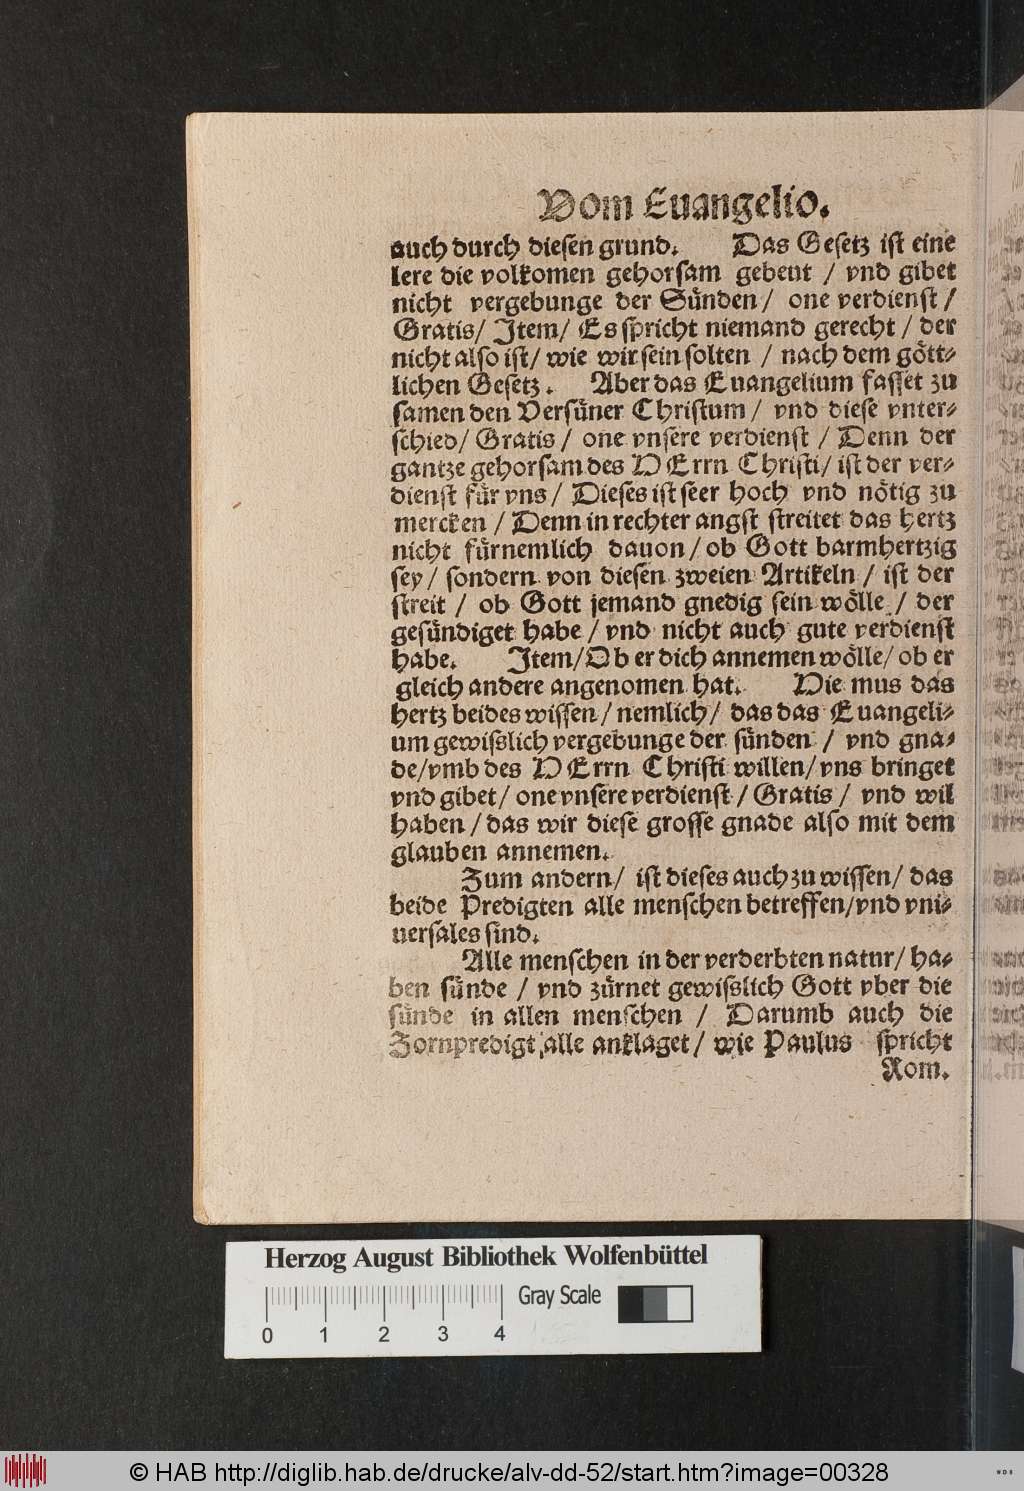 Vom Euangelio.
auch durch diesen grund. Das Gesetz ist eine
lere die volkomen gehorsam gebeut / vnd gibet
nicht vergebunge der Sünden / one verdienst /
Gratis / Item / Es spricht niemand gerecht / der
nicht also ist / wie wir sein solten / nach dem gött-
lichen Gesetz. Aber das Euangelium fasset zu
samen den Versüner Christum / vnd diese vnter-
schied / Gratis / one vnsere verdienst / Denn der
gantze gehorsam des HErrn Christi / ist der ver-
dienst für vns / Dieses ist seer hoch vnd nötig zu
mercken / Denn in rechter angst streitet das hertz
nicht fürnemlich dauon / ob Gott barmhertzig
sey / sondern von diesen zweien Artikeln / ist der
streit / ob Gott jemand gnedig sein wölle / der
gesündiget habe / vnd nicht auch gute verdienst
habe. Item / Ob er dich annemen wölle / ob er
gleich andere angenomen hat. Hie mus das
hertz beides wissen / nemlich / das das Euangeli-
um gewisslich vergebunge der sünden / vnd gna-
de / vmb des HErrn Christi willen / vns bringet
vnd gibet / one vnsere verdienst / Gratis / vnd wil
haben / das wir diese grosse gnade also mit dem
glauben annemen.
Zum andern / ist dieses auch zu wissen / das
beide Predigten alle menschen betreffen / vnd vni-
uersales sind.
Alle menschen in der verderbten natur / ha-
ben sünde / vnd zürnet gewisslich Gott vber die
sünde in allen menschen / Darumb auch die
Zornpredigt alle anklaget / wie Paulus spricht
Rom.
Herzog August Bibliothek Wolfenbüttel
Gray Scale
0 1 2 3 4
© HAB http://diglib.hab.de/drucke/alv-dd-52/start.htm?image=00328